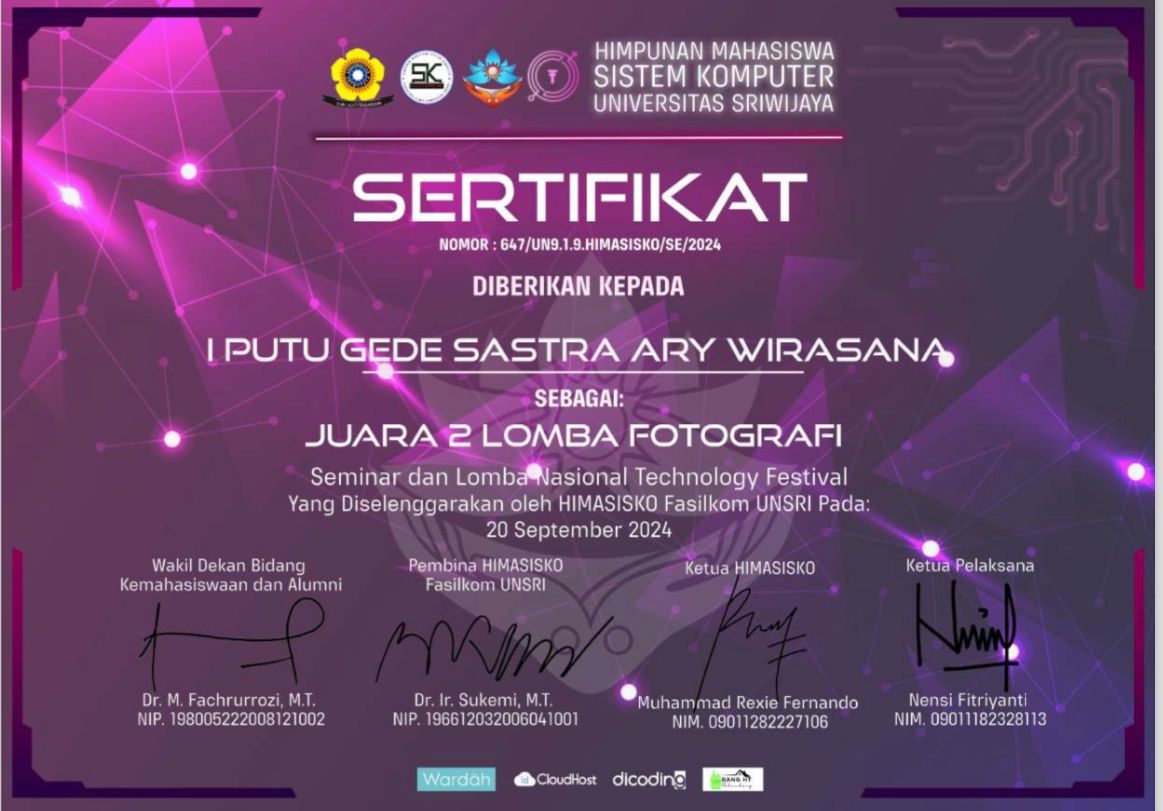 HIMPUNAN MAHASISWA
SISTEM KOMPUTER
UNIVERSITAS SRIWIJAYA
SK
SERTIFIKAT
NOMOR : 647/UN9.1.9.HIMASISKO/SE/2024
DIBERIKAN KEPADA
I PUTU GEDE SASTRA ARY WIRASANA
SEBAGAI:
JUARA 2 LOMBA FOTOGRAFI
Seminar dan Lomba Nasional Technology Festival
Yang Diselenggarakan oleh HIMASISKO Fasilkom UNSRI Pada:
20 September 2024
Wakil Dekan Bidang
Kemahasiswaan dan Alumni
Dr. M. Fachrurrozi, M.T.
NIP. 198005222008121002
Pembina HIMASISKO
Fasilkom UNSRI
Dr. Ir. Sukemi, M.T.
NIP. 196612032006041001
Ketua HIMASISKO
Muhammad Rexie Fernando
NIM. 09011282227106
Ketua Pelaksana
Nensi Fitriyanti
NIM. 09011182328113
Wardah
id CloudHost
dicoding
BANG HY